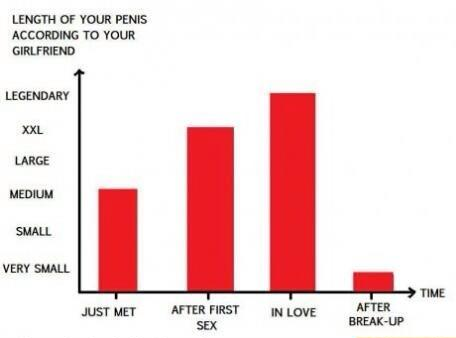 LENGTH OF YOUR PENIS
ACCORDING TO YOUR
GIRLFRIEND
LEGENDARY
XXL
LARGE
MEDIUM
SMALL
VERY SMALL
TIME
JUST MET
AFTER FIRST
SEX
IN LOVE
AFTER
BREAK-UP